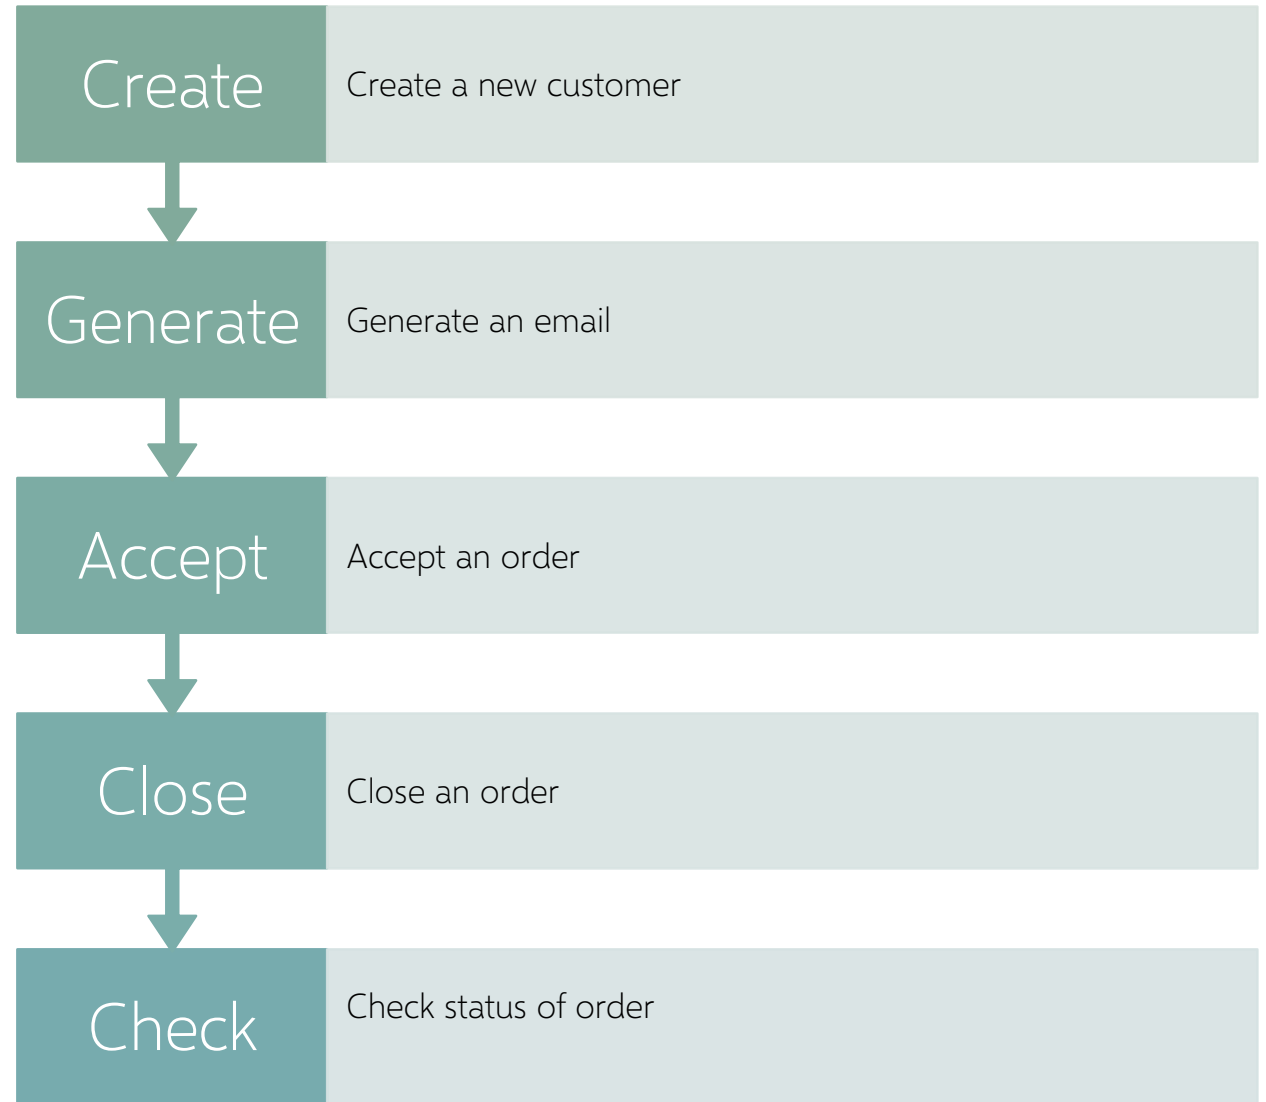 Create
Create a new customer
Generate
Generate an email
Accept
Accept an order
Close
Close an order
Check
Check status of order